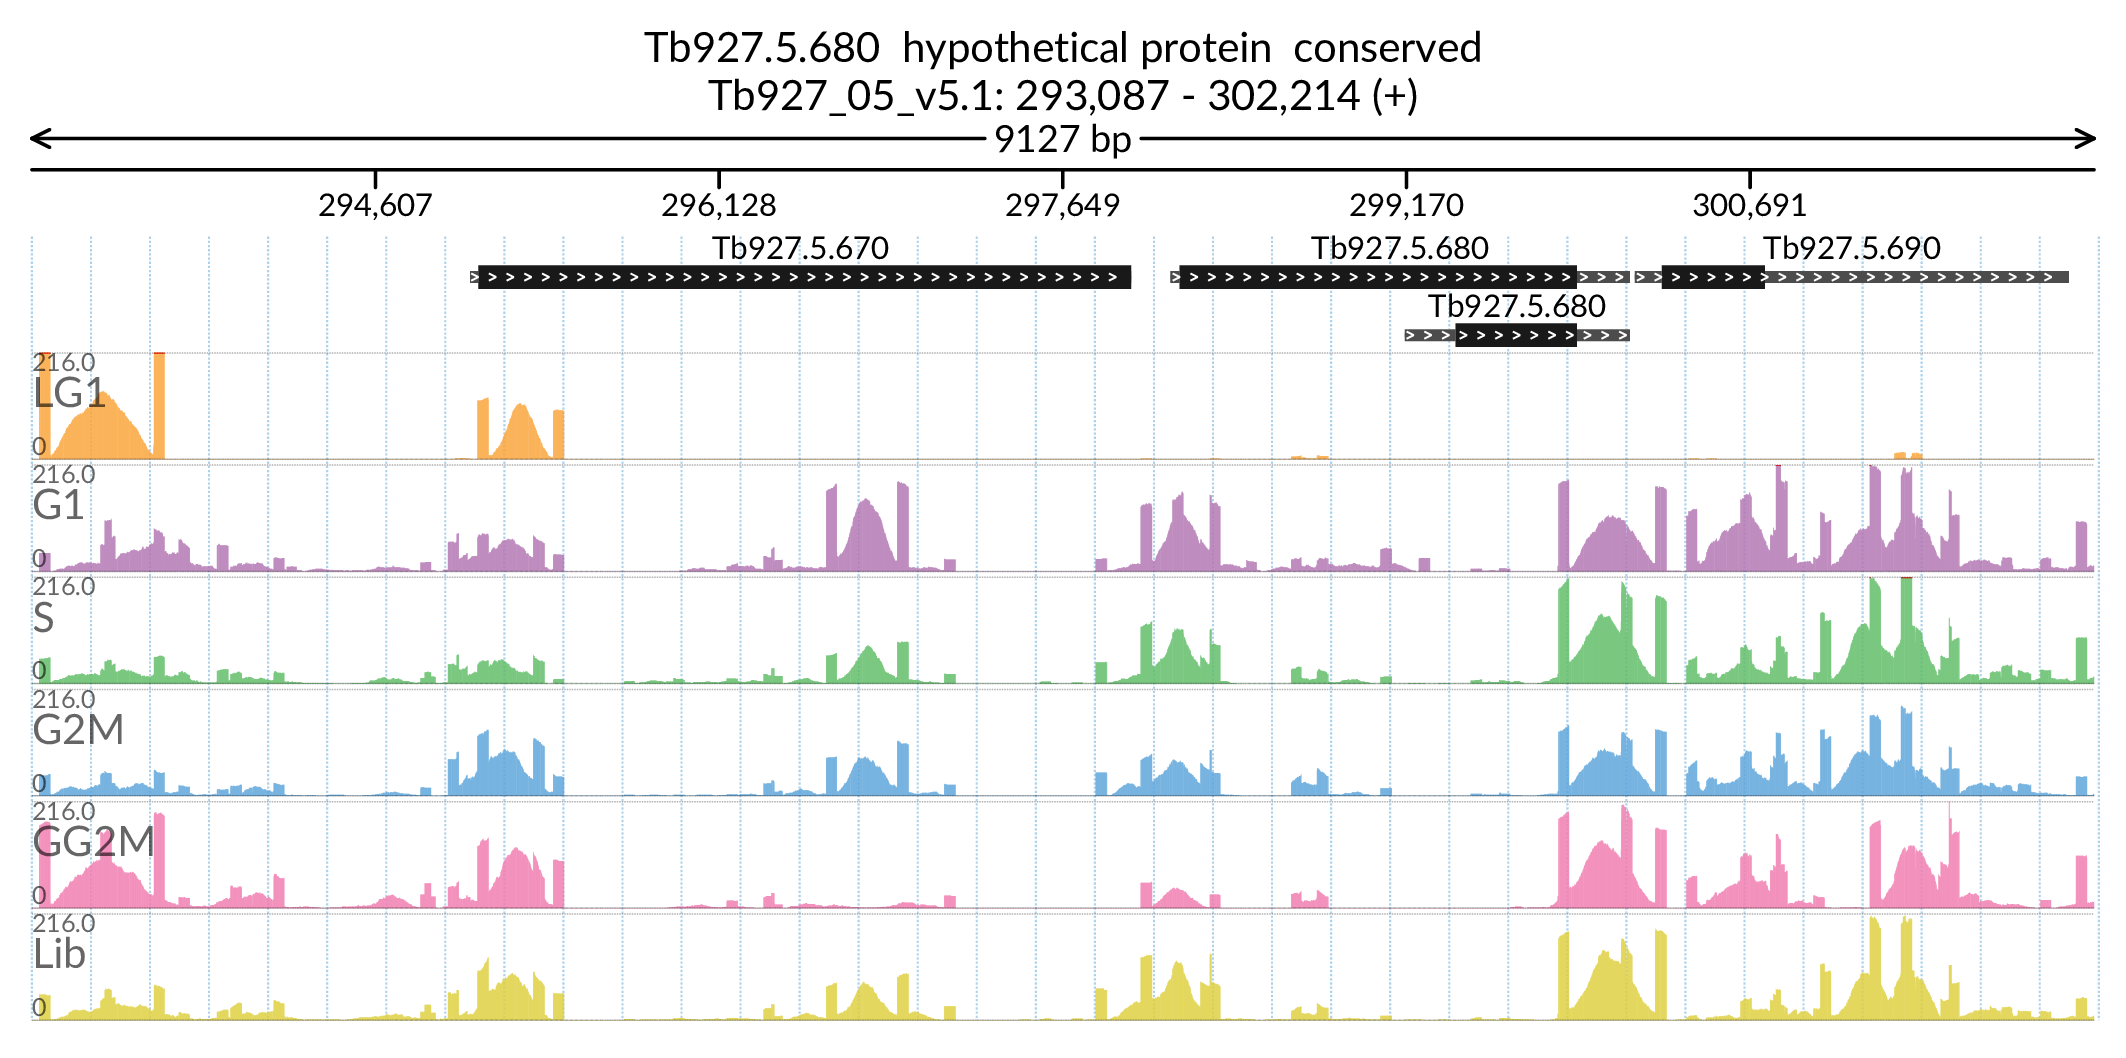 Tb927.5.680 hypothetical protein conserved
Tb927_05_v5.1: 293,087 - 302,214 (+)
9127 bp
294,607 296,128 297,649 299,170 300,691
Tb927.5.670 Tb927.5.680 Tb927.5.690
Tb927.5.680
216.0
LG1
0
216.0
G1
0
216.0
S
0
216.0
G2M
0
216.0
GG2M
0
216.0
Lib
0